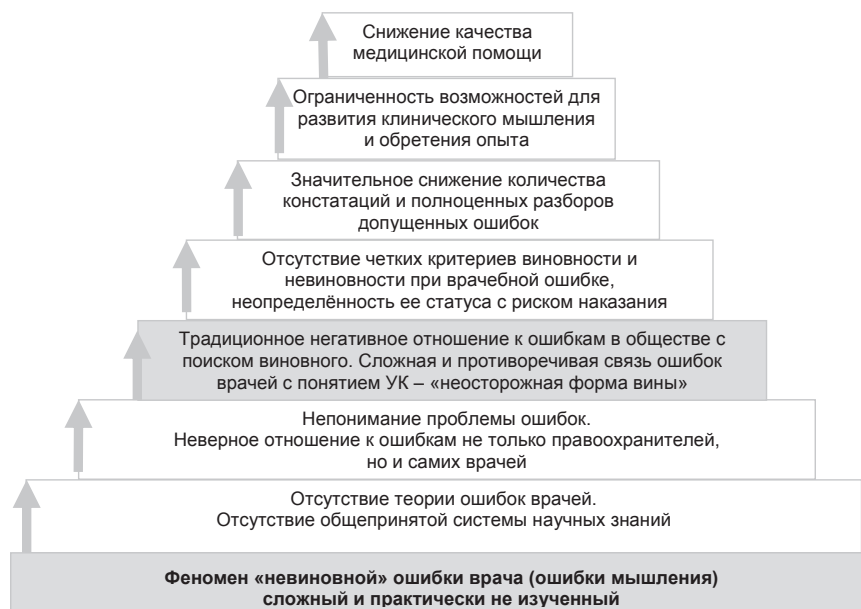 Снижение качества
медицинской помощи
Ограниченность возможностей для
развития клинического мышления
и обретения опыта
Значительное снижение количества
констатаций и полноценных разборов
допущенных ошибок
Отсутствие четких критериев виновности и
невиновности при врачебной ошибке,
неопределённость ее статуса с риском наказания
Традиционное негативное отношение к ошибкам в обществе с
поиском виновного. Сложная и противоречивая связь ошибок
врачей с понятием УК – «неосторожная форма вины»
Непонимание проблемы ошибок.
Неверное отношение к ошибкам не только правоохранителей,
но и самих врачей
Отсутствие теории ошибок врачей.
Отсутствие общепринятой системы научных знаний
Феномен «невиновной» ошибки врача (ошибки мышления)
сложный и практически не изученный